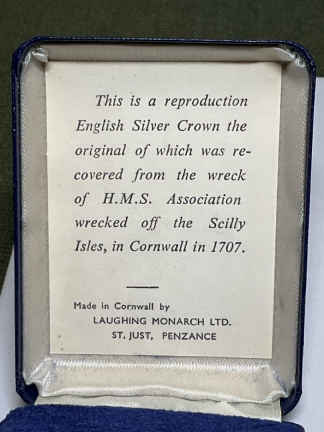 This is a reproduction
English Silver Crown the
original of which was re-
covered from the wreck
of H.M.S. Association
wrecked off the Scilly
Isles, in Cornwall in 1707.
Made in Cornwall by
LAUGHING MONARCH LTD.
ST, JUST, PENZANCE